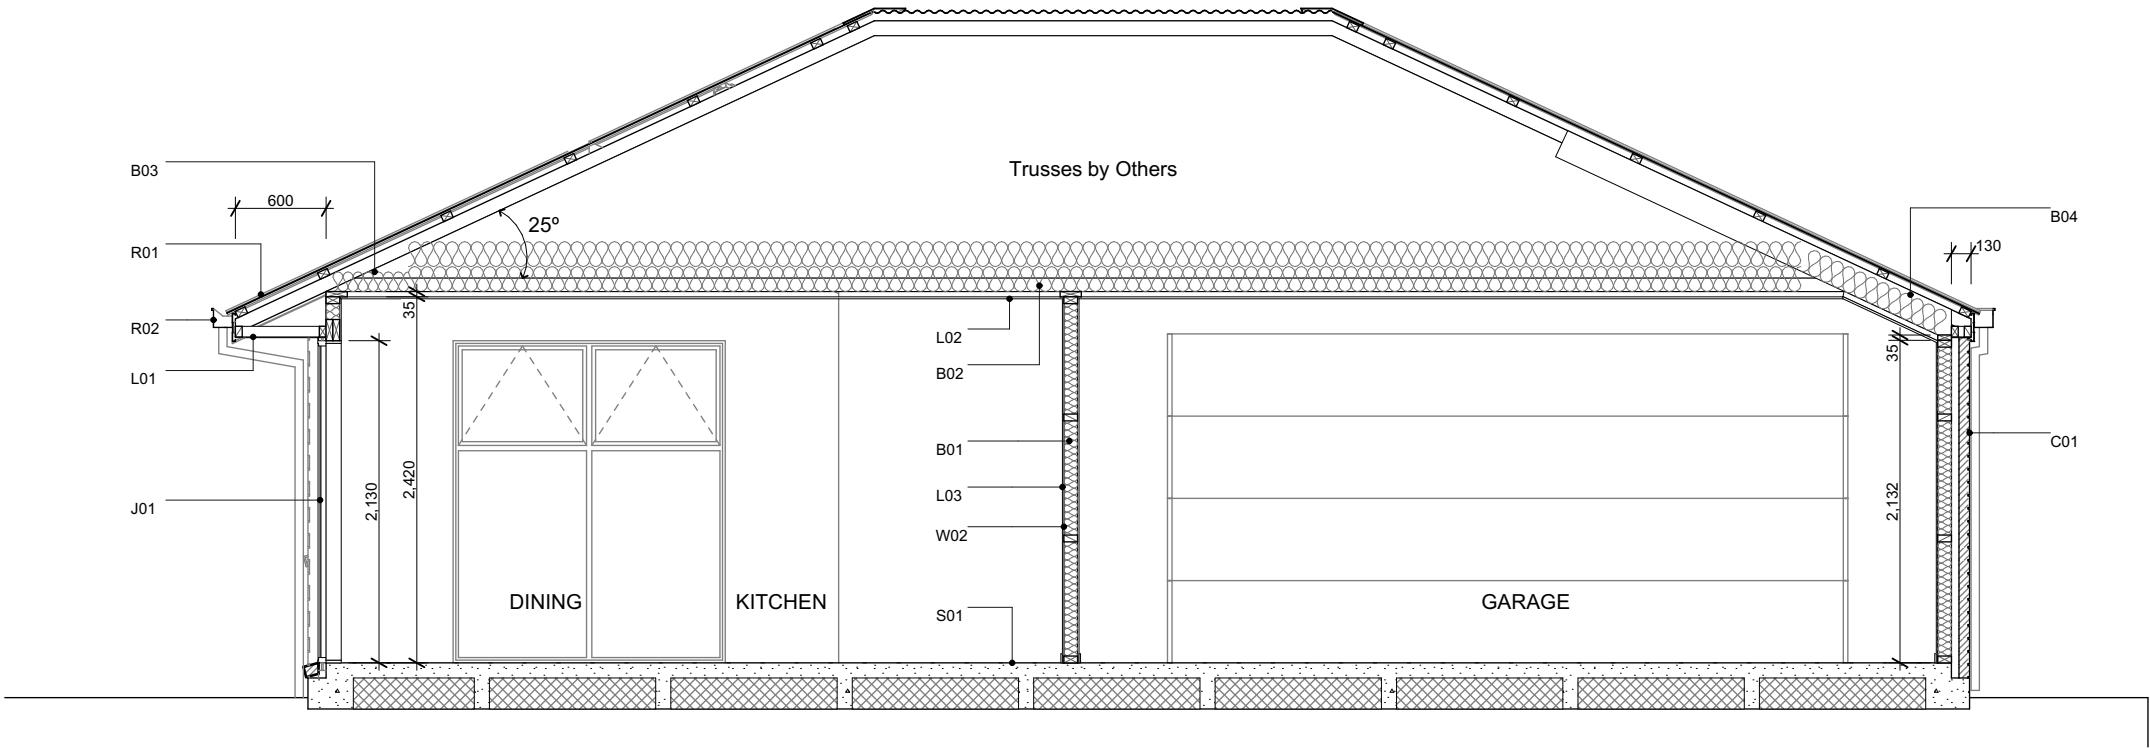 Trusses by Others
B03
600
25º
B04
R01
130
R02
35
L02
35
L01
B02
B01
C01
2,420
L03
2,130
2,132
J01
W02
DINING
KITCHEN
GARAGE
S01